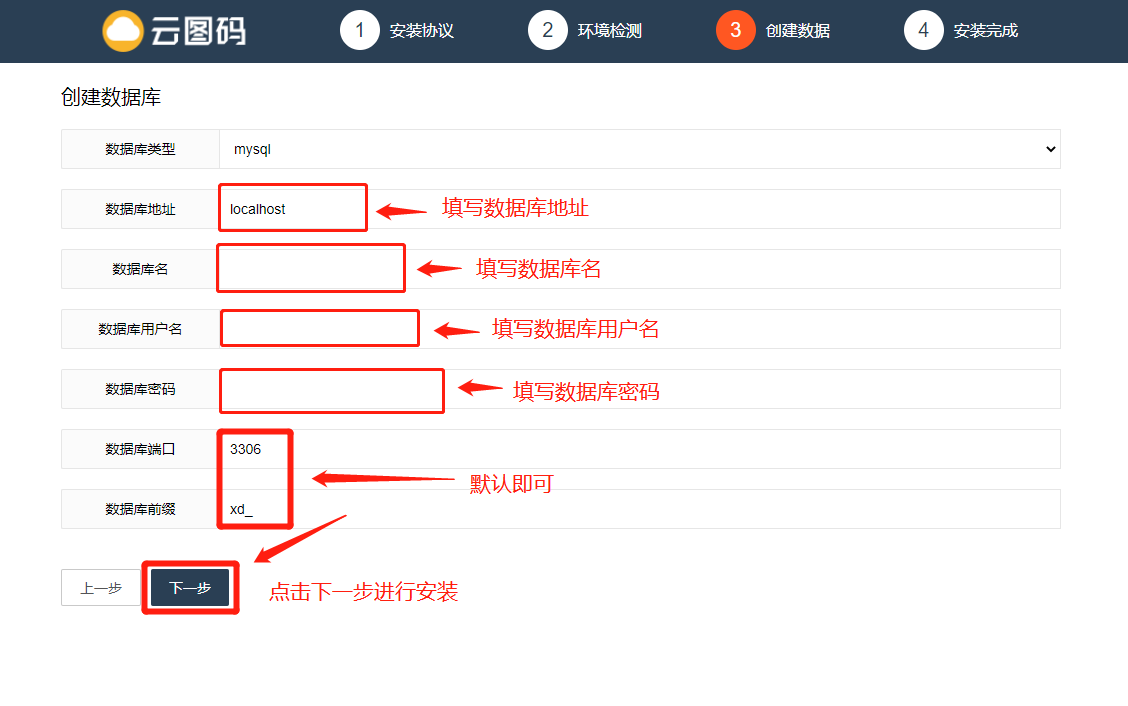 云图码
1 安装协议
2 环境检测
3 创建数据
4 安装完成
创建数据库
数据库类型 mysql
数据库地址 localhost 填写数据库地址
数据库名 填写数据库名
数据库用户名 填写数据库用户名
数据库密码 填写数据库密码
数据库端口 3306
默认即可
数据库前缀 xd_
上一步 下一步 点击下一步进行安装